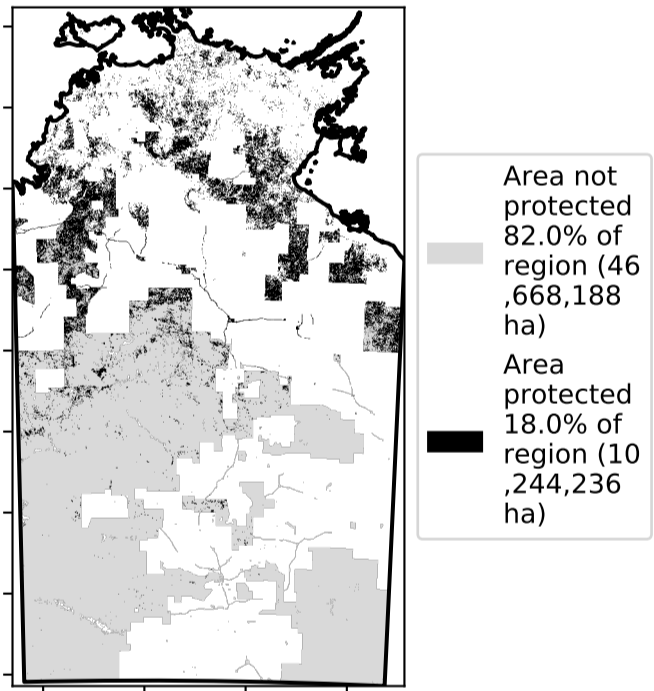 Area not
protected
82.0% of
region (46
,668,188
ha)
Area
protected
18.0% of
region (10
,244,236
ha)